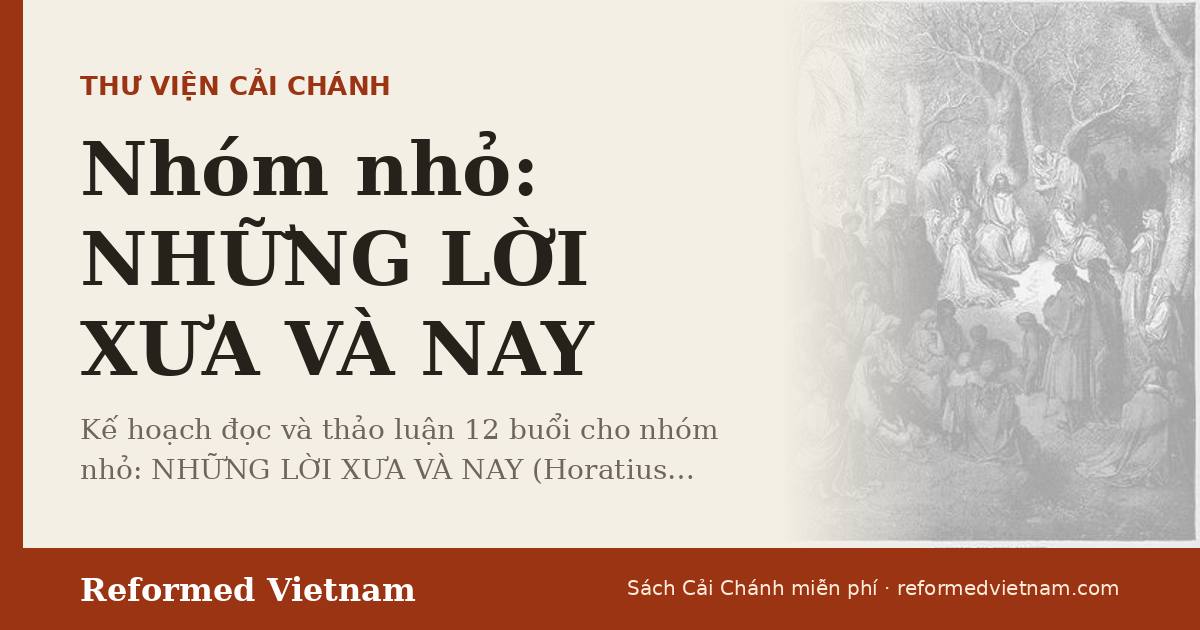 THƯ VIỆN CẢI CHÁNH
Nhóm nhỏ:
NHỮNG LỜI
XƯA VÀ NAY
Kế hoạch đọc và thảo luận 12 buổi cho nhóm
nhỏ: NHỮNG LỜI XƯA VÀ NAY (Horatius...
Reformed Vietnam
Sách Cải Chánh miễn phí · reformedvietnam.com